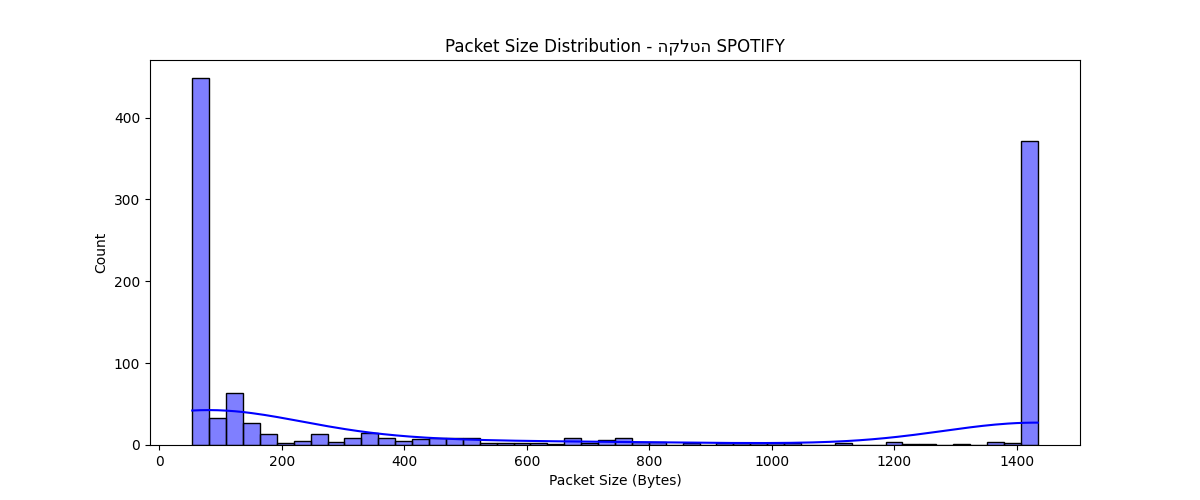 Packet Size Distribution - הטלקה SPOTIFY
400
300
200
100
0
Count
0 200 400 600 800 1000 1200 1400
Packet Size (Bytes)